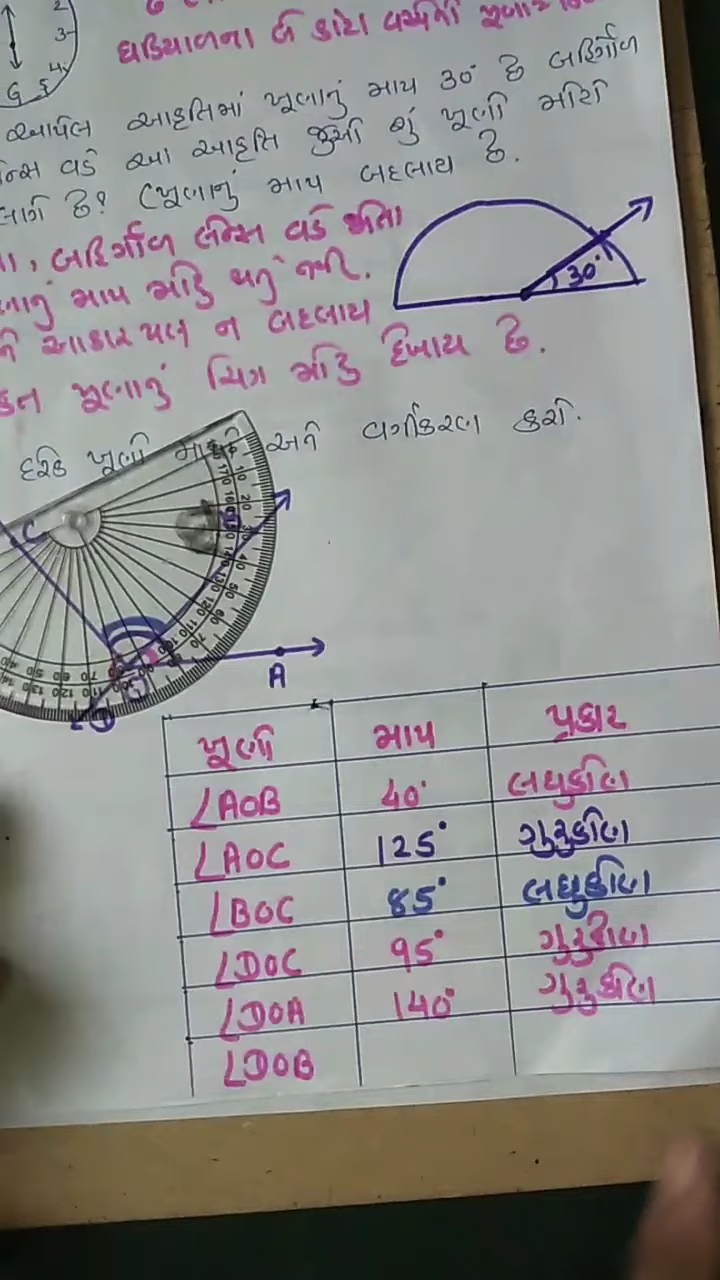 ઘડિયાળના બે કાંટા વચ્ચેનો
આપેલ આકૃતિમાં ખૂણાનું માપ 30° છે બહિર્ગોળ
લેન્સ વડે આ આકૃતિ જુઓ શું ખૂણો મોટો
લાગે છે? (ખૂણાનું માપ બદલાય છે.
ના, બહિર્ગોળ લેન્સ વડે જોતા
ખૂણાનું માપ મોટું થતું નથી.
આકાર પણ ન બદલાય
ખૂણાનું ચિત્ર મોટું દેખાય છે.
30°
દરેક ખૂણો માપો અને વર્ગીકરણ કરો.
C
A
D
ખૂણો માપ પ્રકાર
∠AOB 40° લઘુકોણ
∠AOC 125° ગુરુકોણ
∠BOC 85° લઘુકોણ
∠DOC 95° ગુરુકોણ
∠DOA 140° ગુરુકોણ
∠DOB